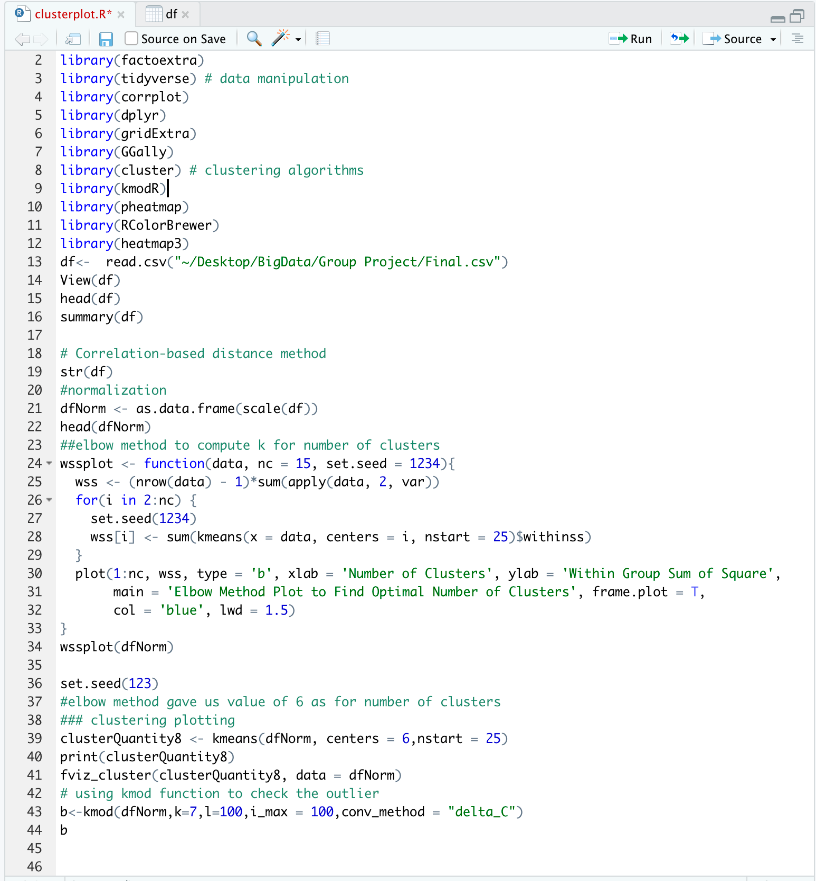 clusterplot.R* df
Source on Save Run Source
2 library(factoextra)
3 library(tidyverse) # data manipulation
4 library(corrplot)
5 library(dplyr)
6 library(gridExtra)
7 library(GGally)
8 library(cluster) # clustering algorithms
9 library(kmodR)
10 library(pheatmap)
11 library(RColorBrewer)
12 library(heatmap3)
13 df<-  read.csv("~/Desktop/BigData/Group Project/Final.csv")
14 View(df)
15 head(df)
16 summary(df)
17
18 # Correlation-based distance method
19 str(df)
20 #normalization
21 dfNorm <- as.data.frame(scale(df))
22 head(dfNorm)
23 ##elbow method to compute k for number of clusters
24 wssplot <- function(data, nc = 15, set.seed = 1234){
25   wss <- (nrow(data) - 1)*sum(apply(data, 2, var))
26   for(i in 2:nc) {
27     set.seed(1234)
28     wss[i] <- sum(kmeans(x = data, centers = i, nstart = 25)$withinss)
29   }
30   plot(1:nc, wss, type = 'b', xlab = 'Number of Clusters', ylab = 'Within Group Sum of Square',
31        main = 'Elbow Method Plot to Find Optimal Number of Clusters', frame.plot = T,
32        col = 'blue', lwd = 1.5)
33 }
34 wssplot(dfNorm)
35
36 set.seed(123)
37 #elbow method gave us value of 6 as for number of clusters
38 ### clustering plotting
39 clusterQuantity8 <- kmeans(dfNorm, centers = 6,nstart = 25)
40 print(clusterQuantity8)
41 fviz_cluster(clusterQuantity8, data = dfNorm)
42 # using kmod function to check the outlier
43 b<-kmod(dfNorm,k=7,l=100,i_max = 100,conv_method = "delta_C")
44 b
45
46